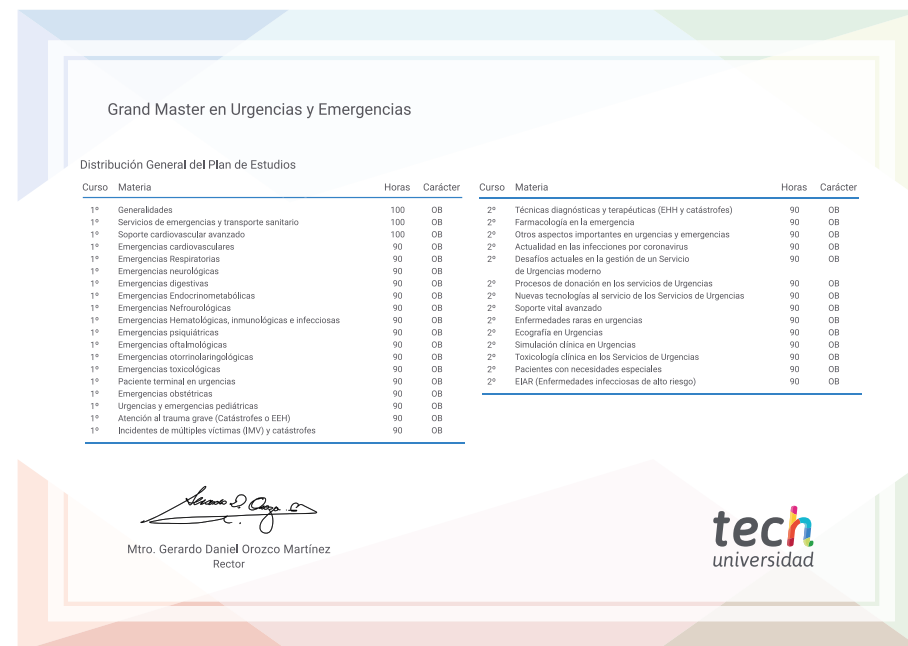 Grand Master en Urgencias y Emergencias
Distribución General del Plan de Estudios
Curso Materia Horas Carácter
1º Generalidades 100 OB
1º Servicios de emergencias y transporte sanitario 100 OB
1º Soporte cardiovascular avanzado 100 OB
1º Emergencias cardiovasculares 90 OB
1º Emergencias Respiratorias 90 OB
1º Emergencias neurológicas 90 OB
1º Emergencias digestivas 90 OB
1º Emergencias Endocrinometabólicas 90 OB
1º Emergencias Nefrourológicas 90 OB
1º Emergencias Hematológicas, inmunológicas e infecciosas 90 OB
1º Emergencias psiquiátricas 90 OB
1º Emergencias oftalmológicas 90 OB
1º Emergencias otorrinolaringológicas 90 OB
1º Emergencias toxicológicas 90 OB
1º Paciente terminal en urgencias 90 OB
1º Emergencias obstétricas 90 OB
1º Urgencias y emergencias pediátricas 90 OB
1º Atención al trauma grave (Catástrofes o EEH) 90 OB
1º Incidentes de múltiples víctimas (IMV) y catástrofes 90 OB
Curso Materia Horas Carácter
2º Técnicas diagnósticas y terapéuticas (EHH y catástrofes) 90 OB
2º Farmacología en la emergencia 90 OB
2º Otros aspectos importantes en urgencias y emergencias 90 OB
2º Actualidad en las infecciones por coronavirus 90 OB
2º Desafíos actuales en la gestión de un Servicio 90 OB
de Urgencias moderno
2º Procesos de donación en los servicios de Urgencias 90 OB
2º Nuevas tecnologías al servicio de los Servicios de Urgencias 90 OB
2º Soporte vital avanzado 90 OB
2º Enfermedades raras en urgencias 90 OB
2º Ecografía en Urgencias 90 OB
2º Simulación clínica en Urgencias 90 OB
2º Toxicología clínica en los Servicios de Urgencias 90 OB
2º Pacientes con necesidades especiales 90 OB
2º EIAR (Enfermedades infecciosas de alto riesgo) 90 OB
Mtro. Gerardo Daniel Orozco Martínez
Rector
tech
universidad